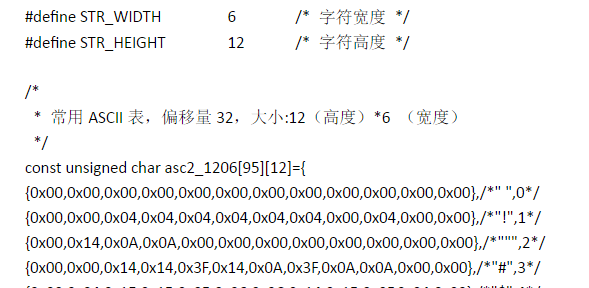 #define STR_WIDTH 6 /* 字符宽度 */
#define STR_HEIGHT 12 /* 字符高度 */
/*
* 常用 ASCII 表，偏移量 32，大小:12（高度）*6 （宽度）
*/
const unsigned char asc2_1206[95][12]={
{0x00,0x00,0x00,0x00,0x00,0x00,0x00,0x00,0x00,0x00,0x00,0x00},/*" ",0*/
{0x00,0x00,0x04,0x04,0x04,0x04,0x04,0x04,0x00,0x04,0x00,0x00},/*"!",1*/
{0x00,0x14,0x0A,0x0A,0x00,0x00,0x00,0x00,0x00,0x00,0x00,0x00},/*""",2*/
{0x00,0x00,0x14,0x14,0x3F,0x14,0x0A,0x3F,0x0A,0x0A,0x00,0x00},/*"#",3*/